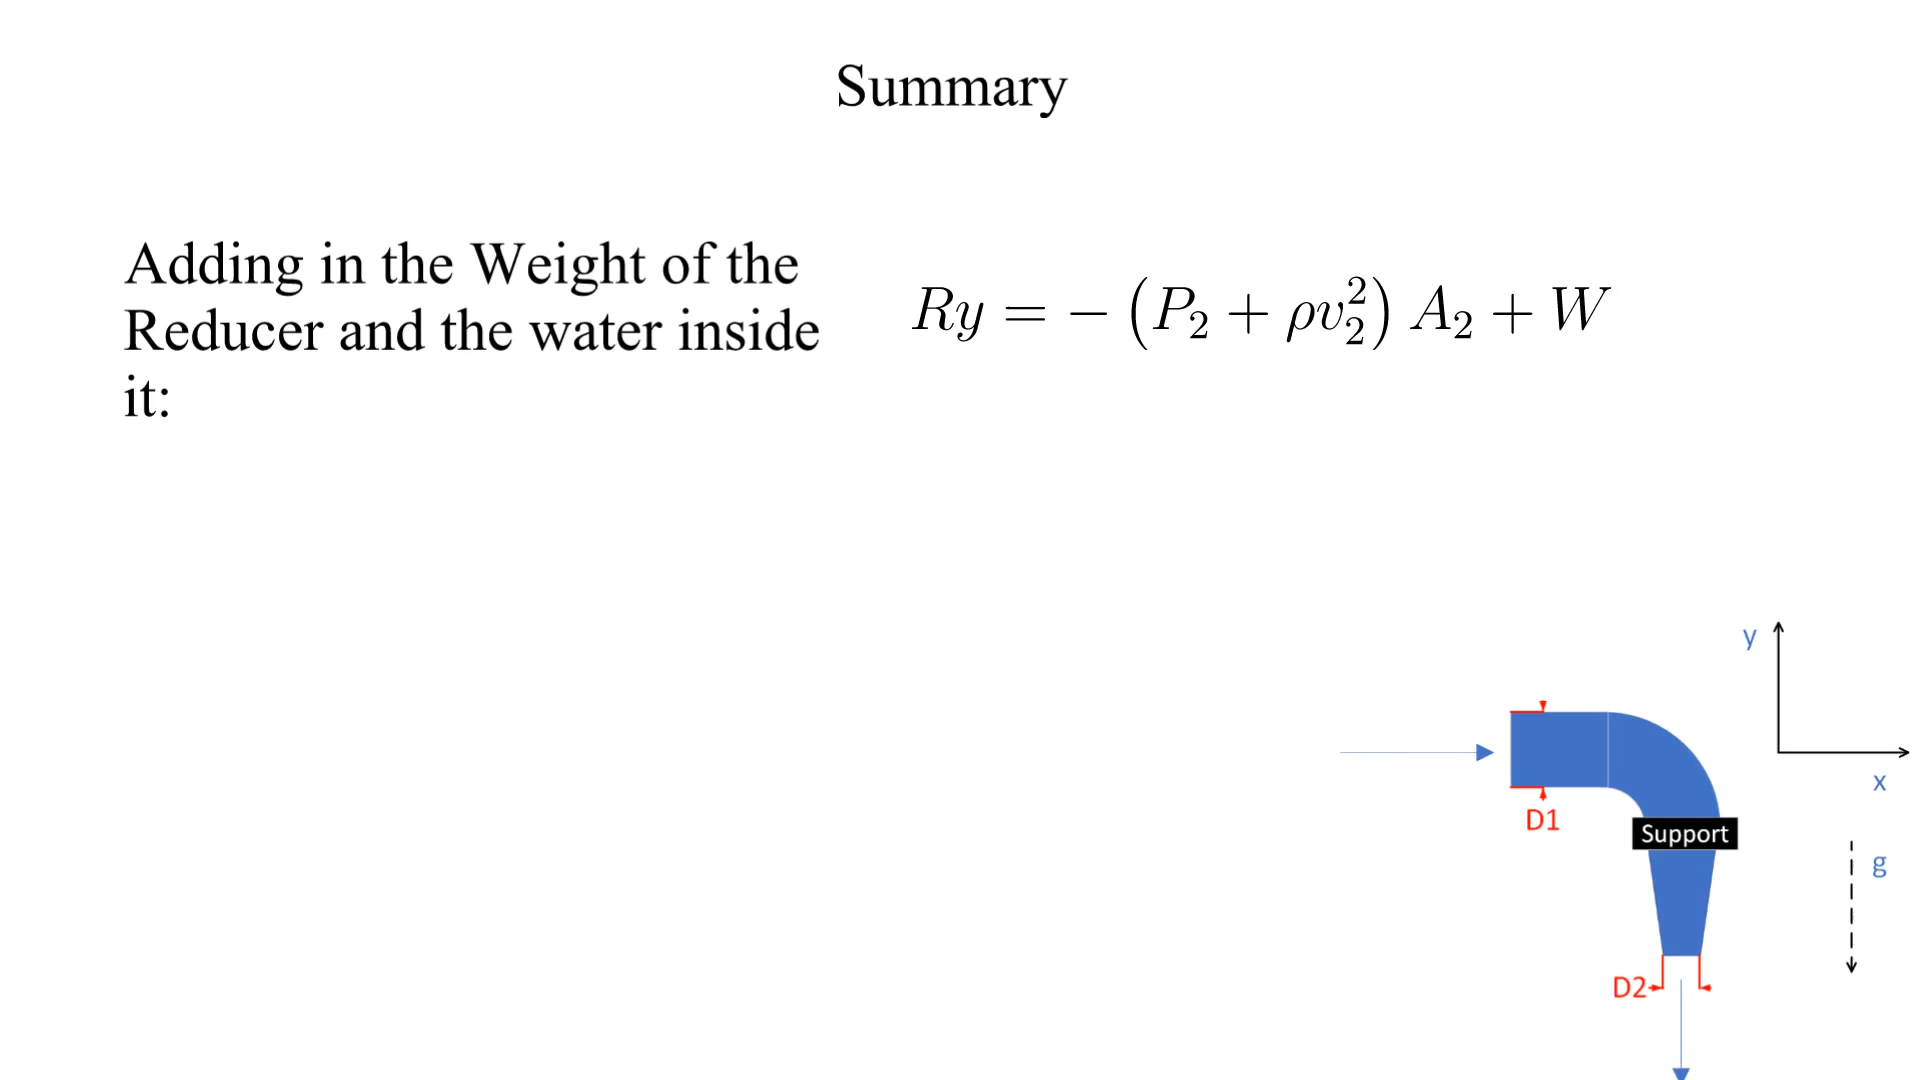 Summary
Adding in the Weight of the
Reducer and the water inside
it:
Ry = − (P₂ + ρv₂²) A₂ + W
y
x
D1
Support
g
D2